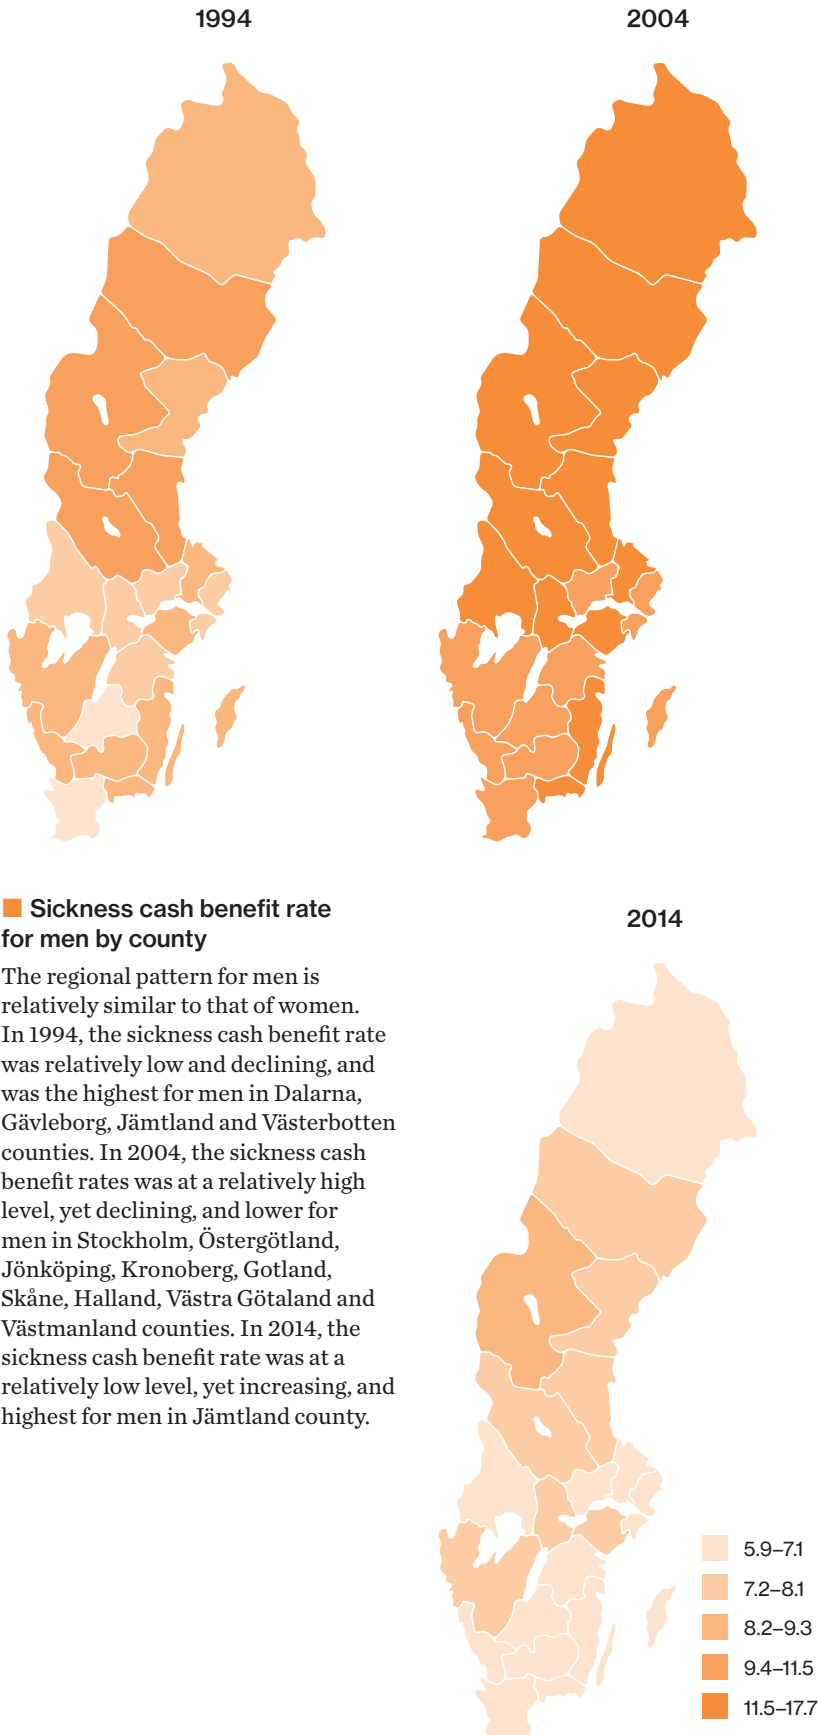 1994
2004
Sickness cash benefit rate
for men by county
The regional pattern for men is
relatively similar to that of women.
In 1994, the sickness cash benefit rate
was relatively low and declining, and
was the highest for men in Dalarna,
Gävleborg, Jämtland and Västerbotten
counties. In 2004, the sickness cash
benefit rates was at a relatively high
level, yet declining, and lower for
men in Stockholm, Östergötland,
Jönköping, Kronoberg, Gotland,
Skåne, Halland, Västra Götaland and
Västmanland counties. In 2014, the
sickness cash benefit rate was at a
relatively low level, yet increasing, and
highest for men in Jämtland county.
2014
5.9–7.1
7.2–8.1
8.2–9.3
9.4–11.5
11.5–17.7